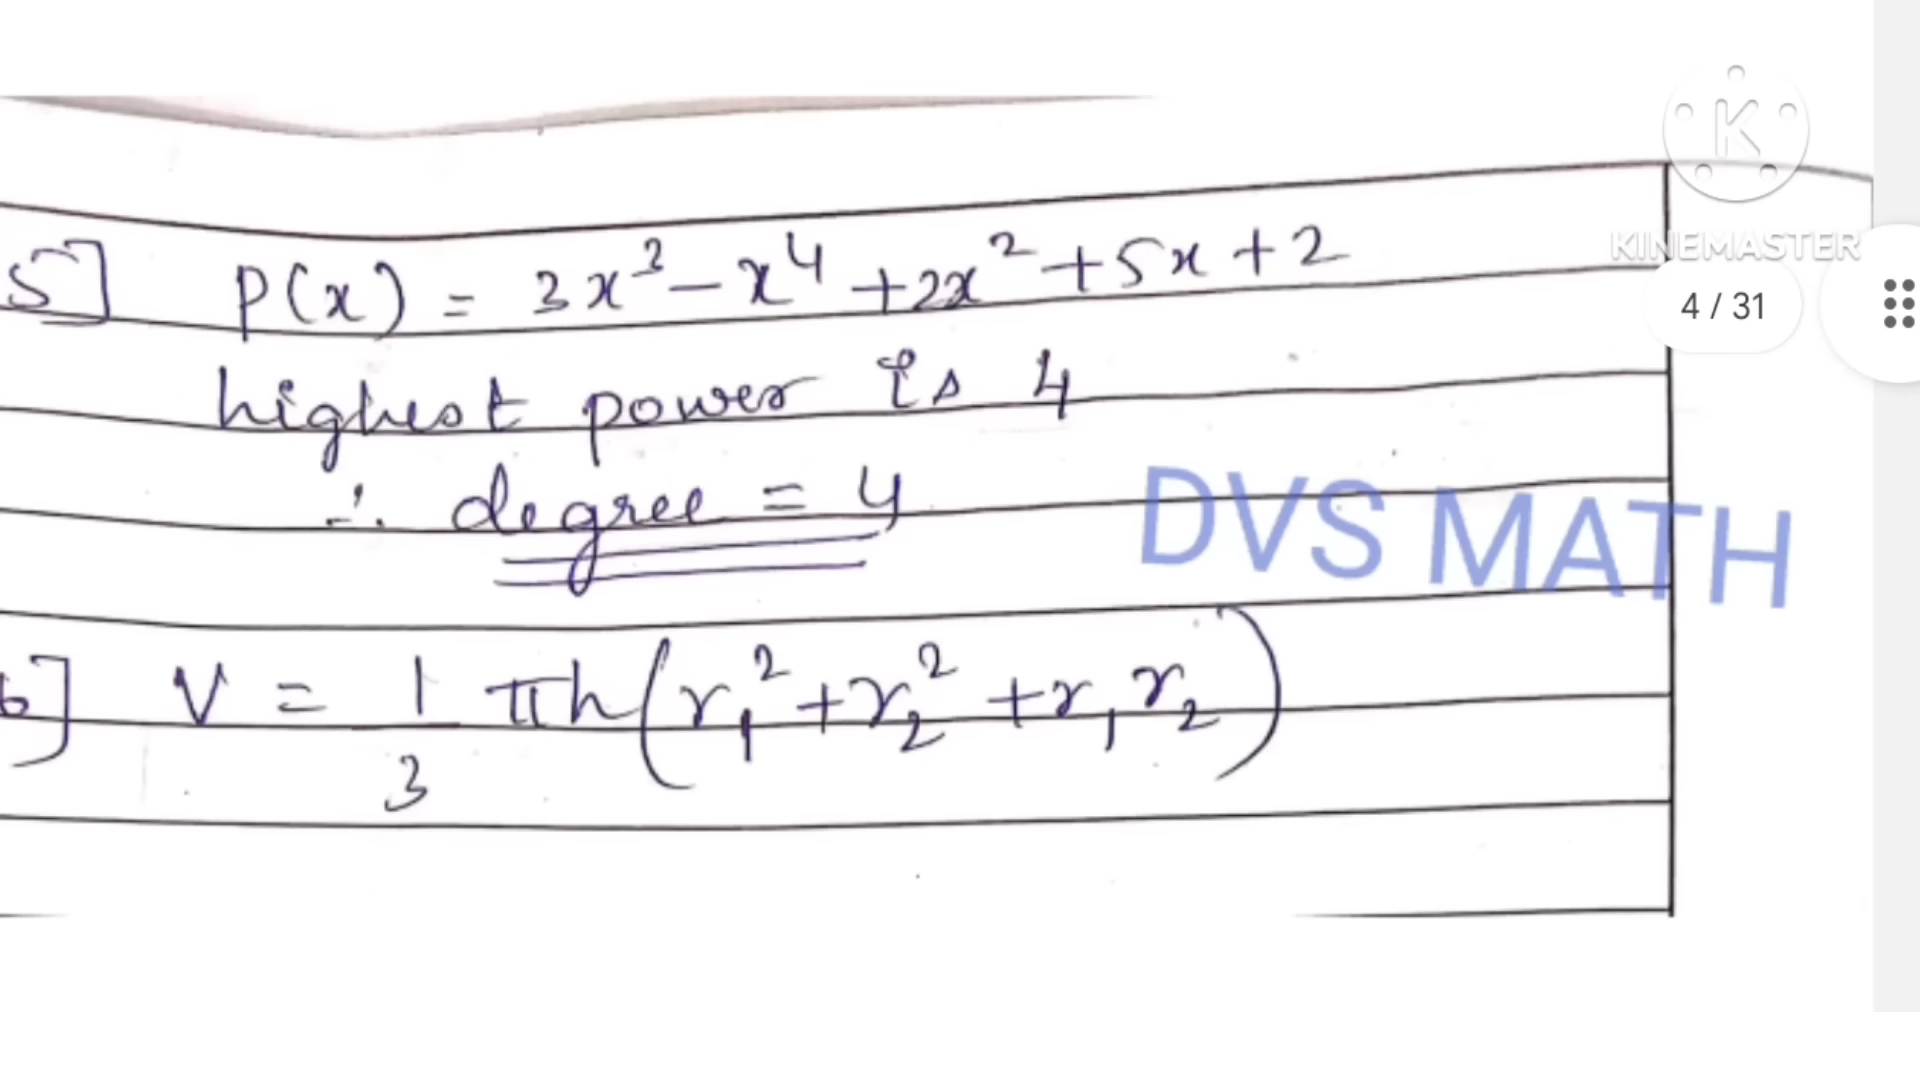 K
KINEMASTER
5] P(x) = 3x³ - x⁴ + 2x² + 5x + 2
4 / 31
highest power is 4
∴ degree = 4
DVS MATH
6] V = 1/3 πh(r₁² + r₂² + r₁r₂)